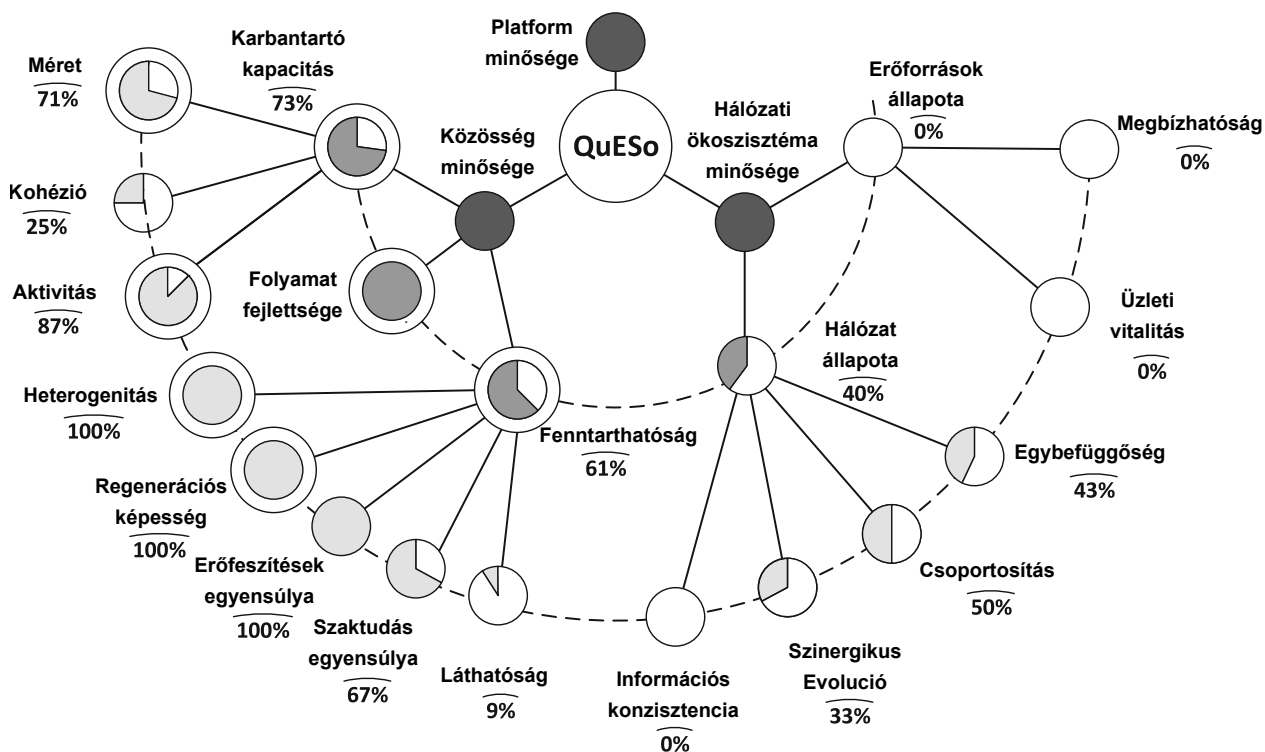 Platform
minősége
QuESo
Közösség
minősége
Hálózati
ökoszisztéma
minősége
Karbantartó
kapacitás
73%
Méret
71%
Kohézió
25%
Aktivitás
87%
Folyamat
fejlettsége
Fenntarthatóság
61%
Heterogenitás
100%
Regenerációs
képesség
100%
Erőfeszítések
egyensúlya
100%
Szaktudás
egyensúlya
67%
Láthatóság
9%
Erőforrások
állapota
0%
Megbízhatóság
0%
Üzleti
vitalitás
0%
Hálózat
állapota
40%
Egybefüggőség
43%
Csoportosítás
50%
Szinergikus
Evolució
33%
Információs
konzisztencia
0%